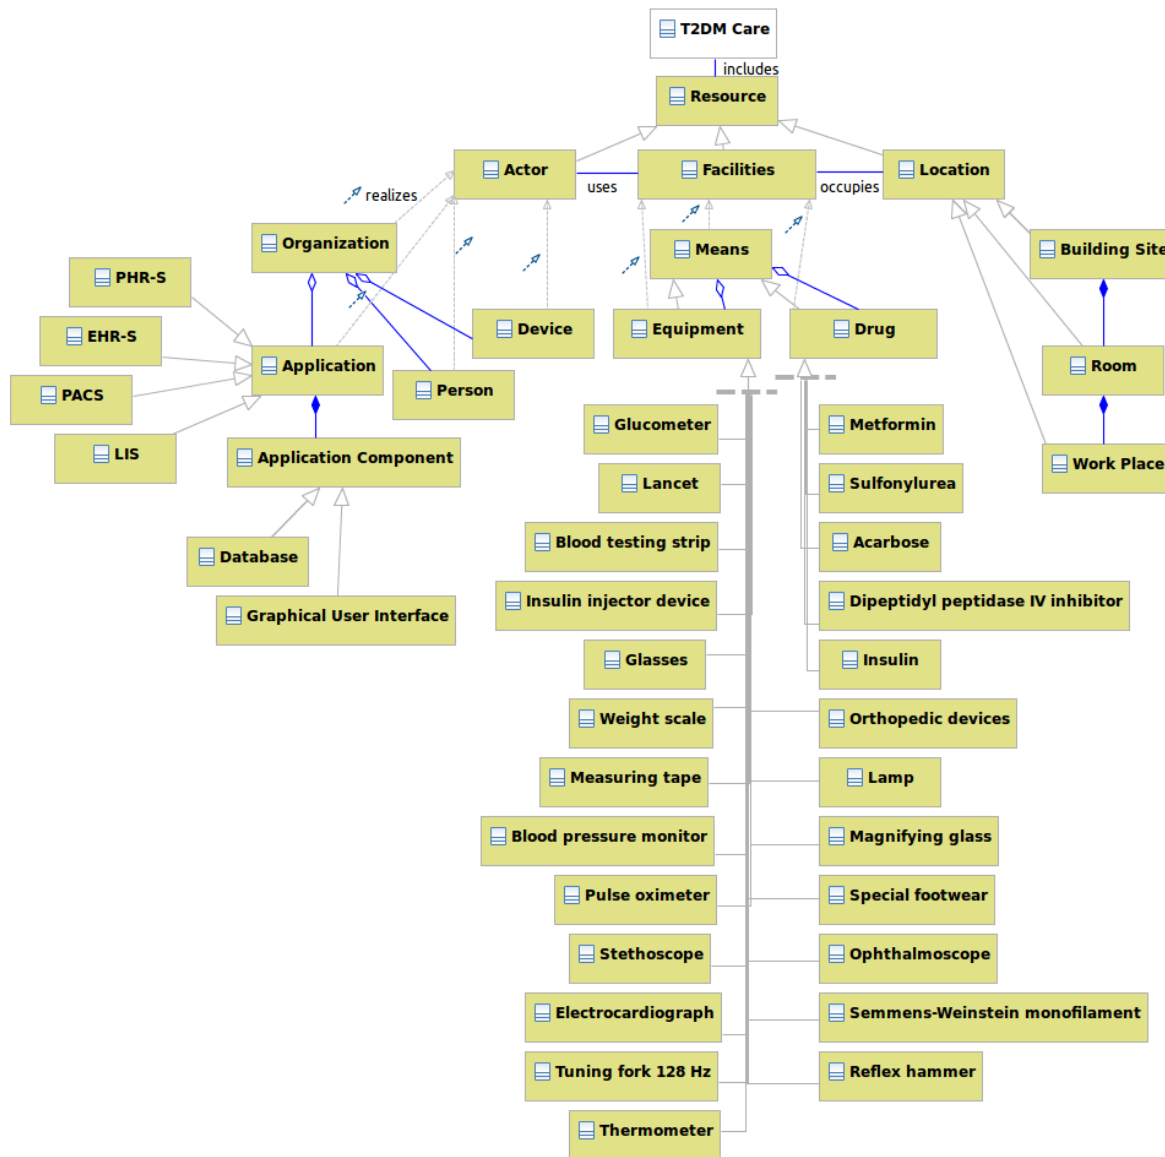 T2DM Care
includes
Resource
Actor
uses
Facilities
occupies
Location
realizes
Organization
Means
Building Site
PHR-S
EHR-S
Device
Equipment
Drug
Application
Person
Room
PACS
LIS
Application Component
Work Place
Glucometer
Metformin
Lancet
Sulfonylurea
Database
Blood testing strip
Acarbose
Graphical User Interface
Insulin injector device
Dipeptidyl peptidase IV inhibitor
Glasses
Insulin
Weight scale
Orthopedic devices
Measuring tape
Lamp
Blood pressure monitor
Magnifying glass
Pulse oximeter
Special footwear
Stethoscope
Ophthalmoscope
Electrocardiograph
Semmens-Weinstein monofilament
Tuning fork 128 Hz
Reflex hammer
Thermometer